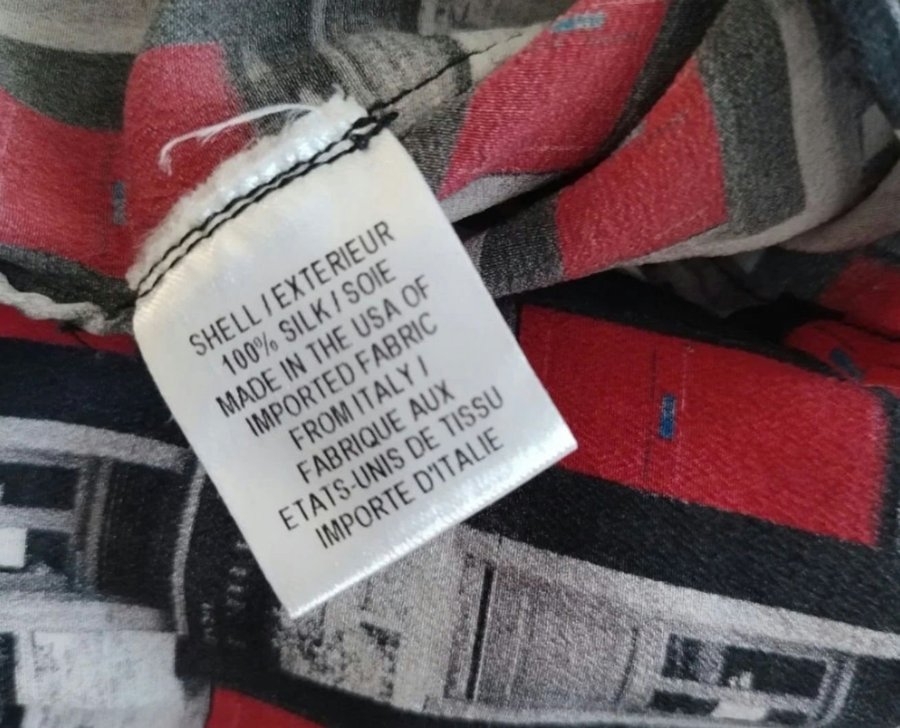 SHELL / EXTERIEUR
100% SILK / SOIE
MADE IN THE USA OF
IMPORTED FABRIC
FROM ITALY /
FABRIQUE AUX
ETATS-UNIS DE TISSU
IMPORTE D'ITALIE